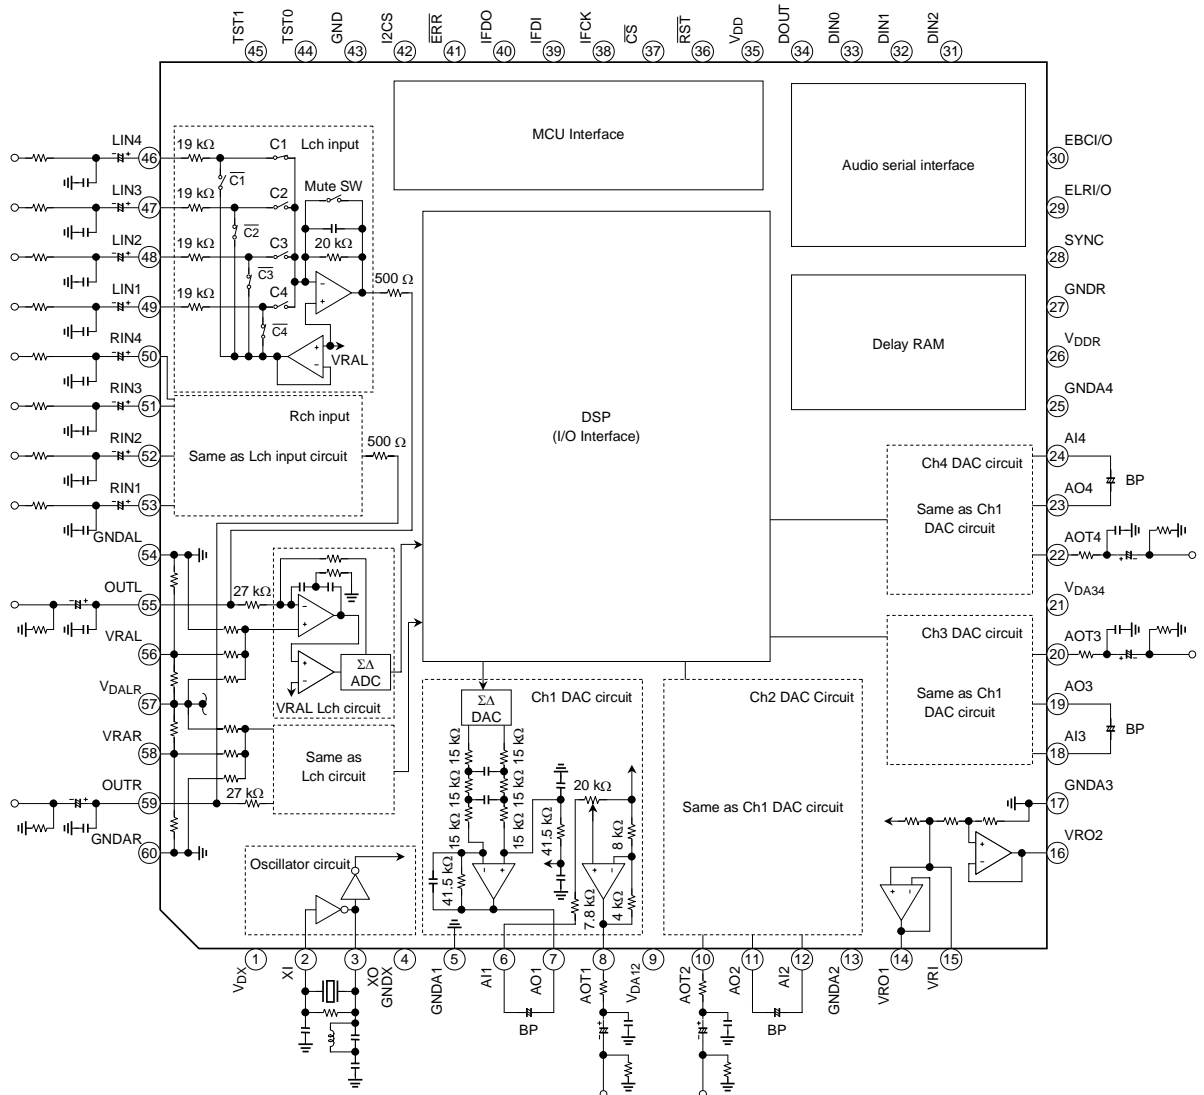 TST1
TST0
GND
I2CS
ERR
IFDO
IFDI
IFCK
CS
RST
VDD
DOUT
DIN0
DIN1
DIN2
45
44
43
42
41
40
39
38
37
36
35
34
33
32
31
LIN4
46
LIN3
47
LIN2
48
LIN1
49
RIN4
50
RIN3
51
RIN2
52
RIN1
53
GNDAL
54
OUTL
55
VRAL
56
VDALR
57
VRAR
58
OUTR
59
GNDAR
60
19 kΩ
C1
Lch input
C1
Mute SW
19 kΩ
C2
C2
20 kΩ
19 kΩ
C3
C3
500 Ω
19 kΩ
C4
C4
VRAL
Rch input
Same as Lch input circuit
500 Ω
27 kΩ
ΣΔ
ADC
VRAL Lch circuit
Same as
Lch circuit
27 kΩ
Oscillator circuit
MCU Interface
Audio serial interface
Delay RAM
DSP
(I/O Interface)
EBCI/O
30
ELRI/O
29
SYNC
28
GNDR
27
VDDR
26
GNDA4
25
AI4
24
BP
AO4
23
AOT4
22
VDA34
21
AOT3
20
AO3
19
BP
AI3
18
GNDA3
17
VRO2
16
Ch4 DAC circuit
Same as Ch1
DAC circuit
Ch3 DAC circuit
Same as Ch1
DAC circuit
Ch1 DAC circuit
ΣΔ
DAC
15 kΩ
15 kΩ
15 kΩ
15 kΩ
15 kΩ
15 kΩ
41.5 kΩ
41.5 kΩ
20 kΩ
8 kΩ
7.8 kΩ
4 kΩ
Ch2 DAC Circuit
Same as Ch1 DAC circuit
1
2
3
4
5
6
7
8
9
10
11
12
13
14
15
VDX
XI
XO
GNDX
GNDA1
AI1
AO1
AOT1
VDA12
AOT2
AO2
AI2
GNDA2
VRO1
VRI
BP
BP